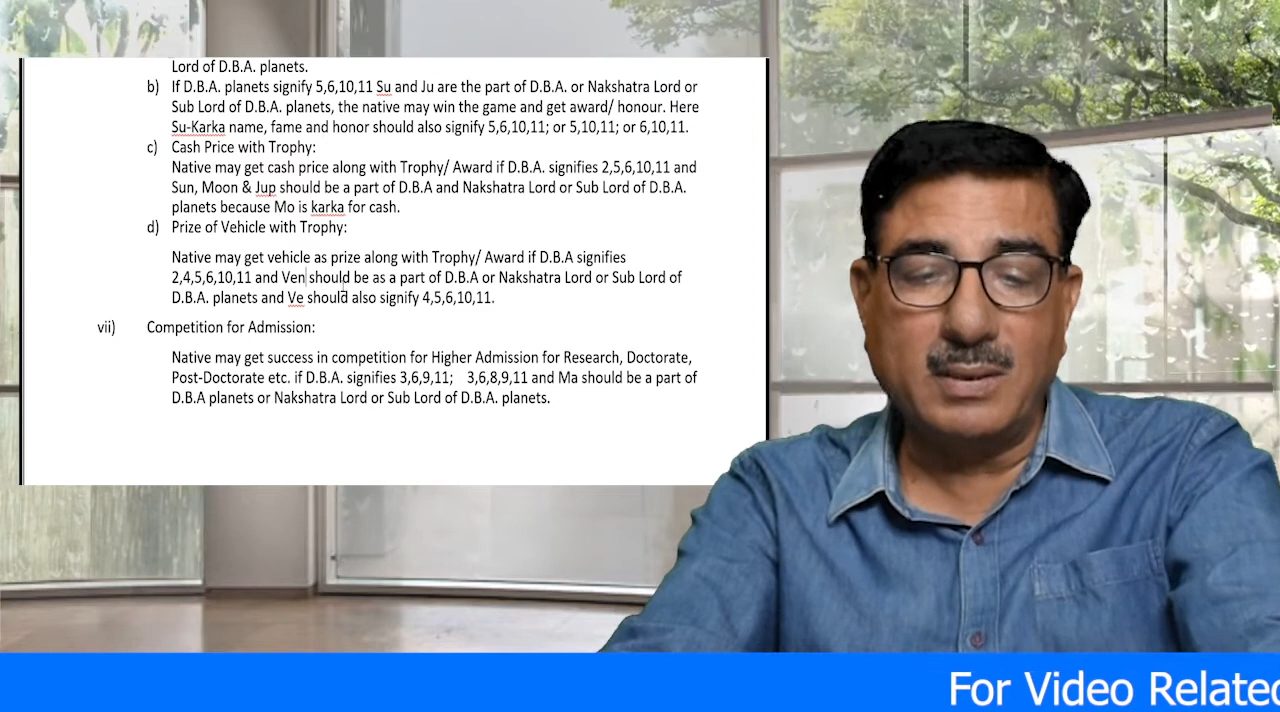 Lord of D.B.A. planets.
b) If D.B.A. planets signify 5,6,10,11 Su and Ju are the part of D.B.A. or Nakshatra Lord or
Sub Lord of D.B.A. planets, the native may win the game and get award/ honour. Here
Su-Karka name, fame and honor should also signify 5,6,10,11; or 5,10,11; or 6,10,11.
c) Cash Price with Trophy:
Native may get cash price along with Trophy/ Award if D.B.A. signifies 2,5,6,10,11 and
Sun, Moon & Jup should be a part of D.B.A and Nakshatra Lord or Sub Lord of D.B.A.
planets because Mo is karka for cash.
d) Prize of Vehicle with Trophy:
Native may get vehicle as prize along with Trophy/ Award if D.B.A signifies
2,4,5,6,10,11 and Ven should be as a part of D.B.A or Nakshatra Lord or Sub Lord of
D.B.A. planets and Ve should also signify 4,5,6,10,11.
vii) Competition for Admission:
Native may get success in competition for Higher Admission for Research, Doctorate,
Post-Doctorate etc. if D.B.A. signifies 3,6,9,11; 3,6,8,9,11 and Ma should be a part of
D.B.A planets or Nakshatra Lord or Sub Lord of D.B.A. planets.
For Video Related